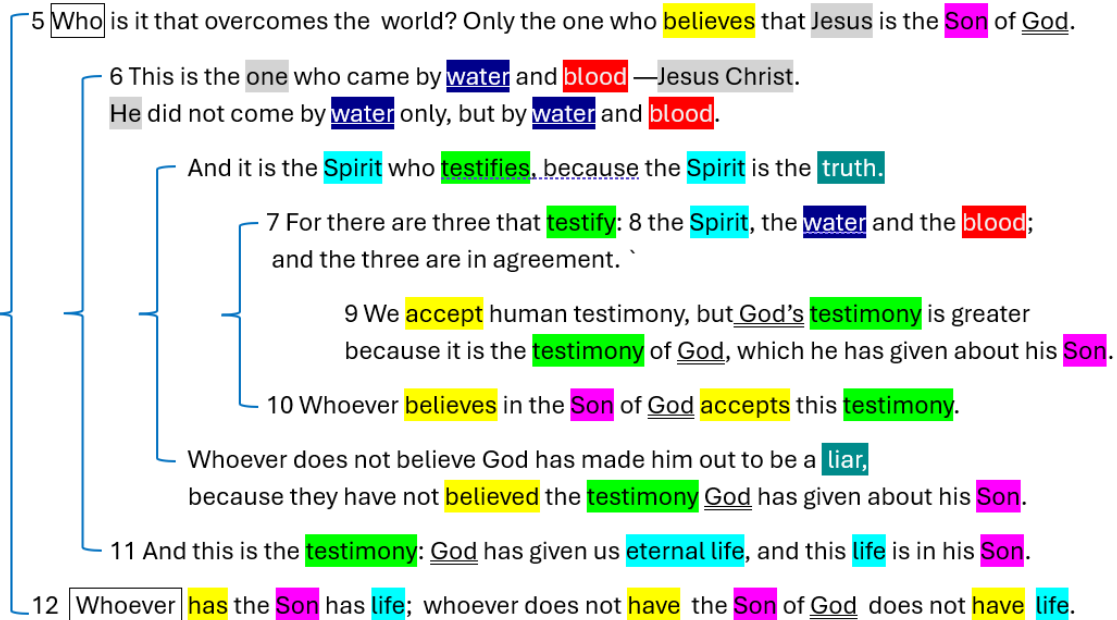 5 Who is it that overcomes the world? Only the one who believes that Jesus is the Son of God.
6 This is the one who came by water and blood —Jesus Christ.
He did not come by water only, but by water and blood.
And it is the Spirit who testifies, because the Spirit is the truth.
7 For there are three that testify: 8 the Spirit, the water and the blood;
and the three are in agreement. `
9 We accept human testimony, but God’s testimony is greater
because it is the testimony of God, which he has given about his Son.
10 Whoever believes in the Son of God accepts this testimony.
Whoever does not believe God has made him out to be a liar,
because they have not believed the testimony God has given about his Son.
11 And this is the testimony: God has given us eternal life, and this life is in his Son.
12 Whoever has the Son has life; whoever does not have the Son of God does not have life.